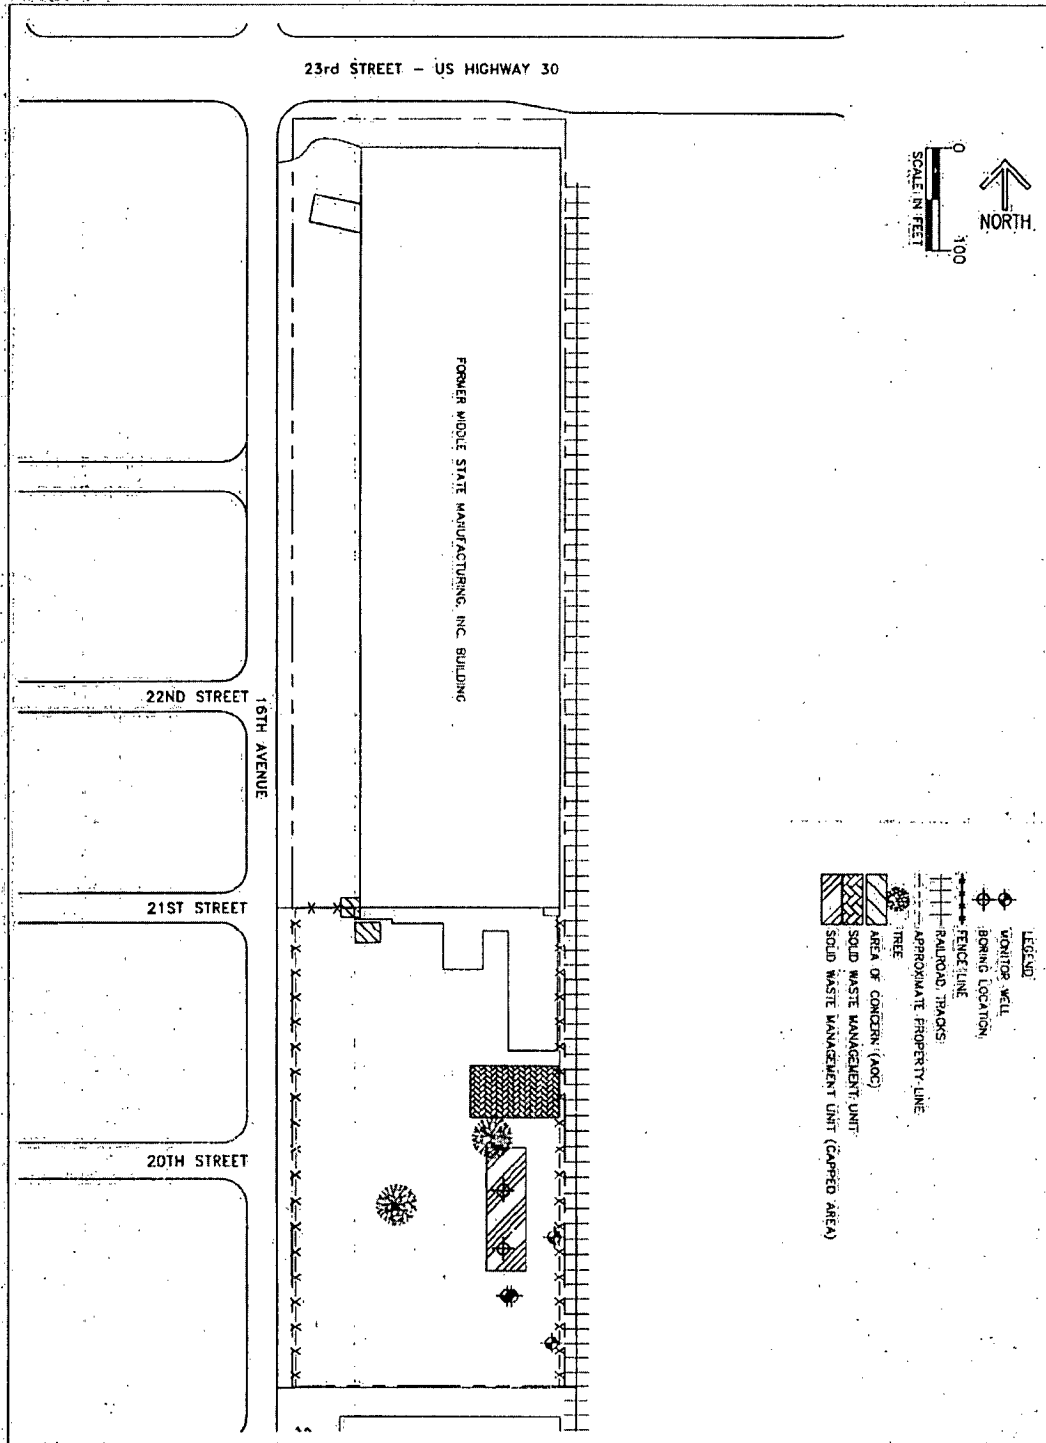 23rd STREET - US HIGHWAY 30
0
100
SCALE IN FEET
NORTH
FORMER MIDDLE STATE MANUFACTURING, INC. BUILDING
22ND STREET
16TH AVENUE
21ST STREET
20TH STREET
LEGEND
MONITOR WELL
BORING LOCATION
FENCE LINE
RAILROAD TRACKS
APPROXIMATE PROPERTY LINE
TREE
AREA OF CONCERN (AOC)
SOLID WASTE MANAGEMENT UNIT
SOLID WASTE MANAGEMENT UNIT (CAPPED AREA)